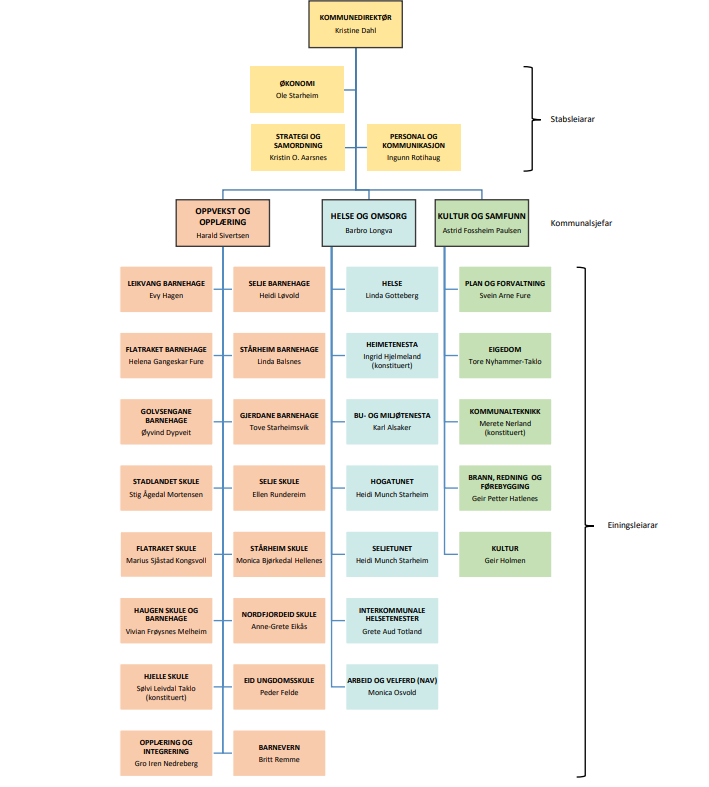 KOMMUNEDIREKTØR
Kristine Dahl
ØKONOMI
Ole Starheim
STRATEGI OG
SAMORDNING
Kristin O. Aarsnes
PERSONAL OG
KOMMUNIKASJON
Ingunn Rotihaug
Stabsleiarar
OPPVEKST OG
OPPLÆRING
Harald Sivertsen
HELSE OG OMSORG
Barbro Longva
KULTUR OG SAMFUNN
Astrid Fossheim Paulsen
Kommunalsjefar
LEIKVANG BARNEHAGE
Evy Hagen
SELJE BARNEHAGE
Heidi Løvold
HELSE
Linda Gotteberg
PLAN OG FORVALTNING
Svein Arne Fure
FLATRAKET BARNEHAGE
Helena Gangeskar Fure
STÅRHEIM BARNEHAGE
Linda Balsnes
HEIMETENESTA
Ingrid Hjelmeland
(konstituert)
EIGEDOM
Tore Nyhammer-Taklo
GOLVSENGANE
BARNEHAGE
Øyvind Dypveit
GJERDANE BARNEHAGE
Tove Starheimsvik
BU- OG MILJØTENESTA
Karl Alsaker
KOMMUNALTEKNIKK
Merete Nerland
(konstituert)
STADLANDET SKULE
Stig Ågedal Mortensen
SELJE SKULE
Ellen Rundereim
HOGATUNET
Heidi Munch Starheim
BRANN, REDNING OG
FØREBYGGING
Geir Petter Hatlenes
FLATRAKET SKULE
Marius Sjåstad Kongsvoll
STÅRHEIM SKULE
Monica Bjørkedal Hellenes
SELJETUNET
Heidi Munch Starheim
KULTUR
Geir Holmen
Einingsleiarar
HAUGEN SKULE OG
BARNEHAGE
Vivian Frøysnes Melheim
NORDFJORDEID SKULE
Anne-Grete Eikås
INTERKOMMUNALE
HELSETENESTER
Grete Aud Totland
HJELLE SKULE
Sølvi Leivdal Taklo
(konstituert)
EID UNGDOMSSKULE
Peder Felde
ARBEID OG VELFERD (NAV)
Monica Osvold
OPPLÆRING OG
INTEGRERING
Gro Iren Nedreberg
BARNEVERN
Britt Remme